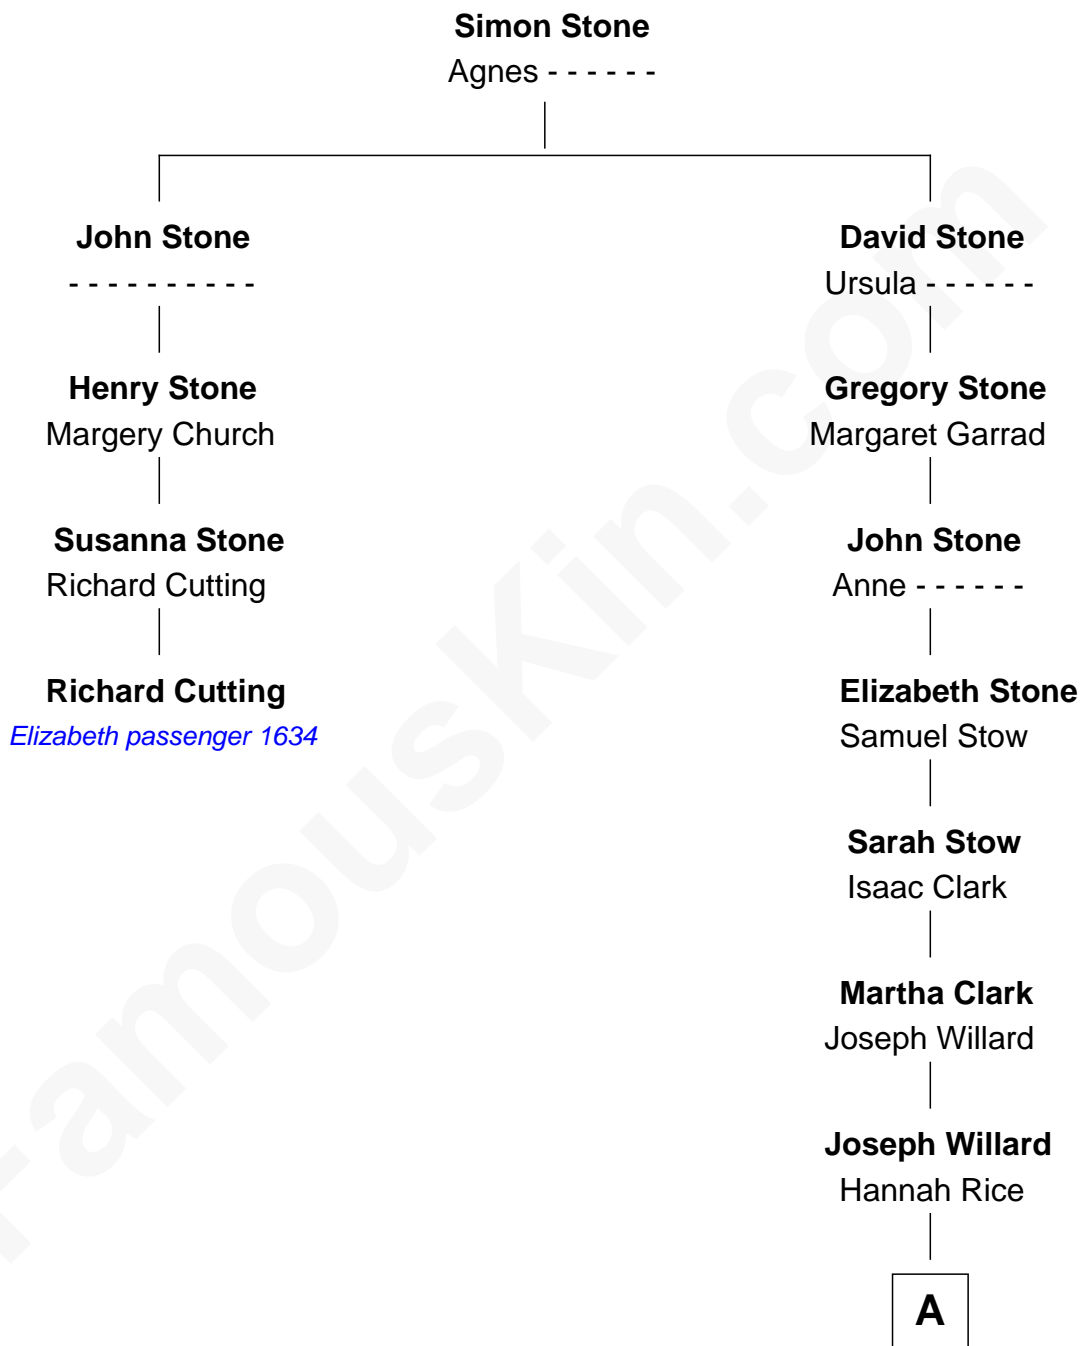 Simon Stone
Agnes - - - - - -
John Stone
- - - - - - - - - -
David Stone
Ursula - - - - - -
Henry Stone
Margery Church
Gregory Stone
Margaret Garrad
Susanna Stone
Richard Cutting
John Stone
Anne - - - - - -
Richard Cutting
Elizabeth passenger 1634
Elizabeth Stone
Samuel Stow
Sarah Stow
Isaac Clark
Martha Clark
Joseph Willard
Joseph Willard
Hannah Rice
A
FamousKin.com